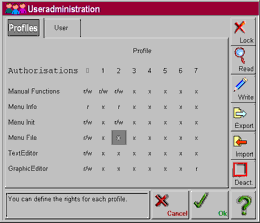 Useradministration
Profiles User
Lock
Profile
Authorisations 0 1 2 3 4 5 6 7
Read
Manual Functions r/w r/w x x x x x x
Menu Info r x r x x x x x
Write
Menu Init r/w x r/w x x x x x
Export
Menu File r/w x x x x x x x
Import
TextEditor r/w x x x x x x x
GraphicEditor r/w x x x x x x r
Deact.
You can define the rights for each profile.
Cancel Ok ?